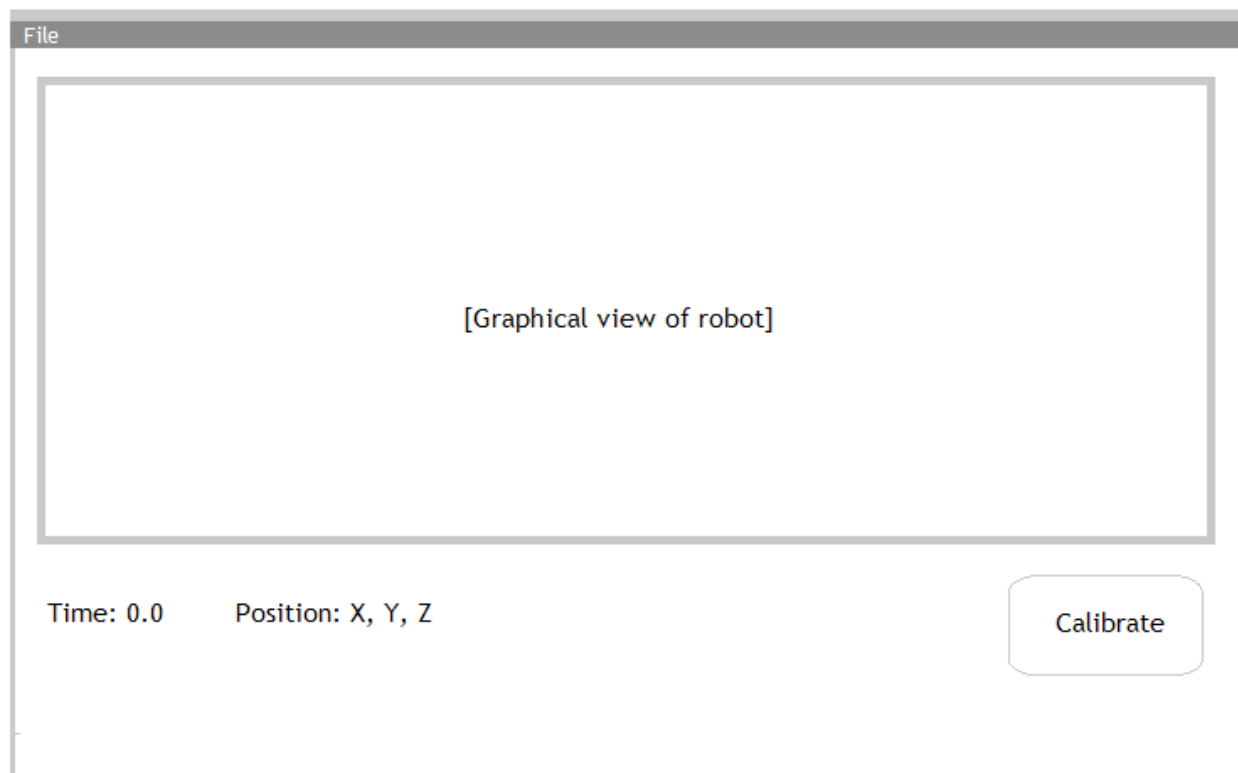 File
[Graphical view of robot]
Time: 0.0 Position: X, Y, Z
Calibrate